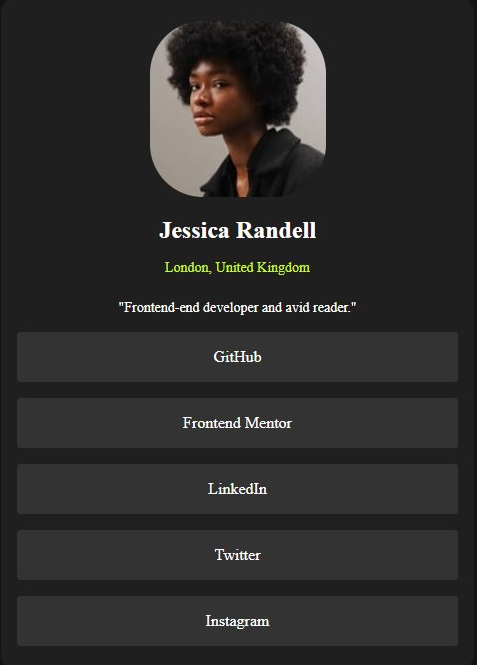 Jessica Randell
London, United Kingdom
"Frontend-end developer and avid reader."
GitHub
Frontend Mentor
LinkedIn
Twitter
Instagram